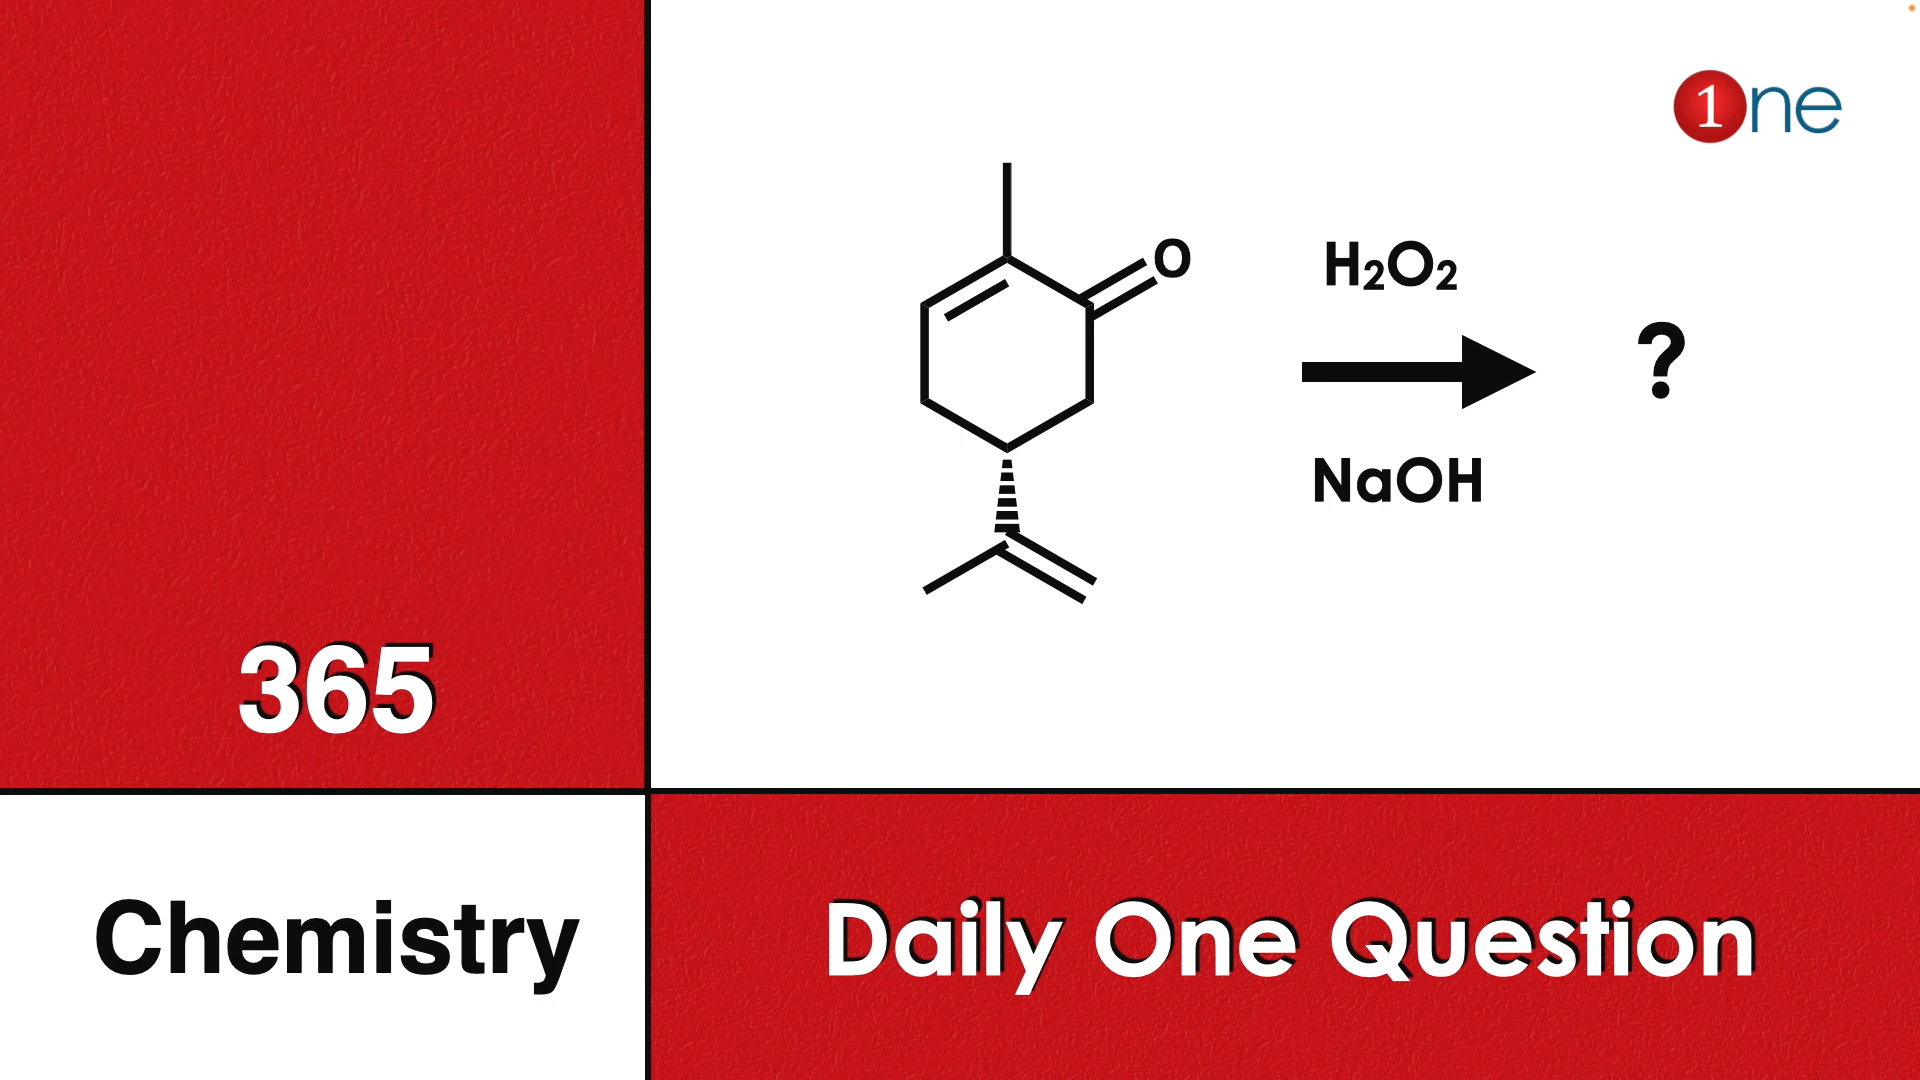 1ne
O
H₂O₂
?
NaOH
365
Chemistry
Daily One Question